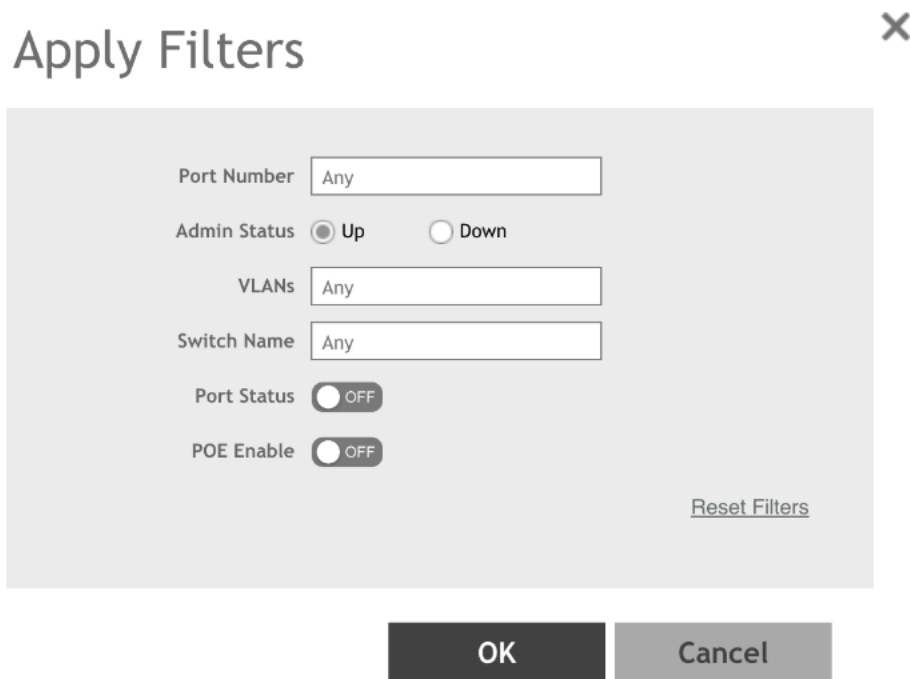 Apply Filters
Port Number Any
Admin Status Up Down
VLANs Any
Switch Name Any
Port Status OFF
POE Enable OFF
Reset Filters
OK Cancel